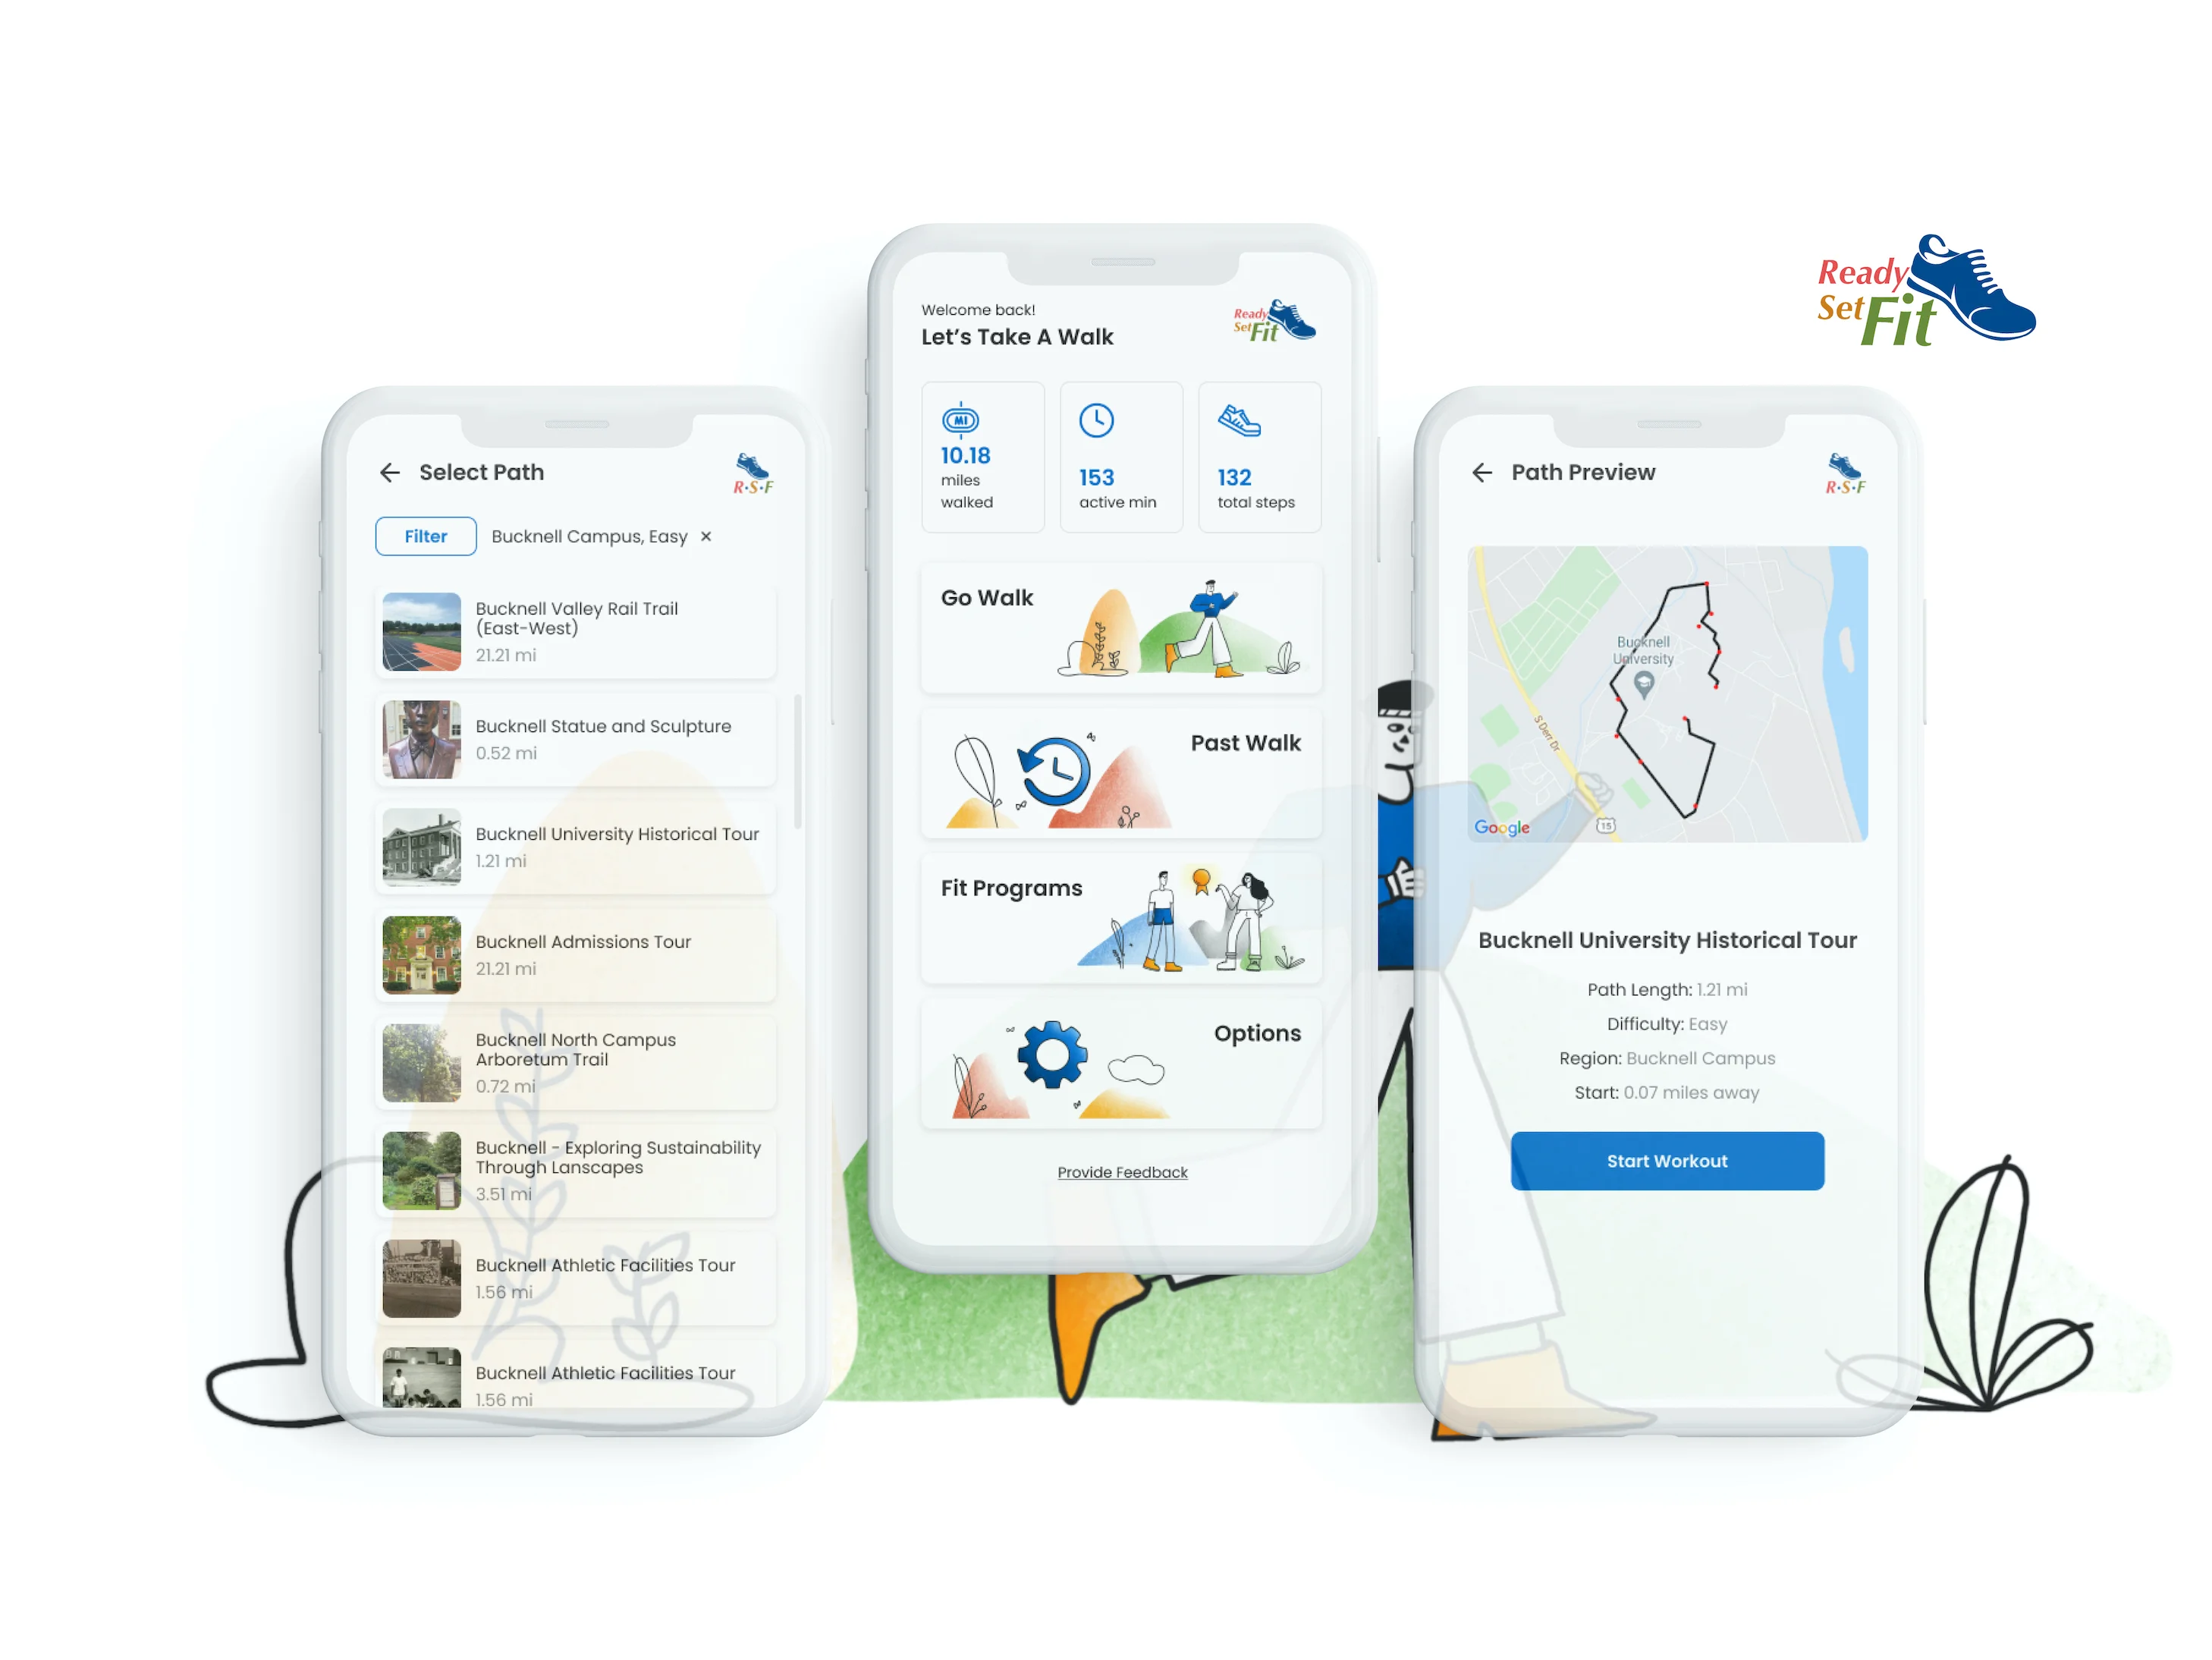 Ready
Set Fit
Select Path
R·S·F
Filter
Bucknell Campus, Easy ×
Bucknell Valley Rail Trail
(East-West)
21.21 mi
Bucknell Statue and Sculpture
0.52 mi
Bucknell University Historical Tour
1.21 mi
Bucknell Admissions Tour
21.21 mi
Bucknell North Campus
Arboretum Trail
0.72 mi
Bucknell - Exploring Sustainability
Through Lanscapes
3.51 mi
Bucknell Athletic Facilities Tour
1.56 mi
Bucknell Athletic Facilities Tour
1.56 mi
Welcome back!
Let's Take A Walk
Ready
Set Fit
MI
10.18
miles
walked
153
active min
132
total steps
Go Walk
Past Walk
Fit Programs
Options
Provide Feedback
Path Preview
R·S·F
Bucknell
University
S Derr Dr
15
Google
Bucknell University Historical Tour
Path Length: 1.21 mi
Difficulty: Easy
Region: Bucknell Campus
Start: 0.07 miles away
Start Workout